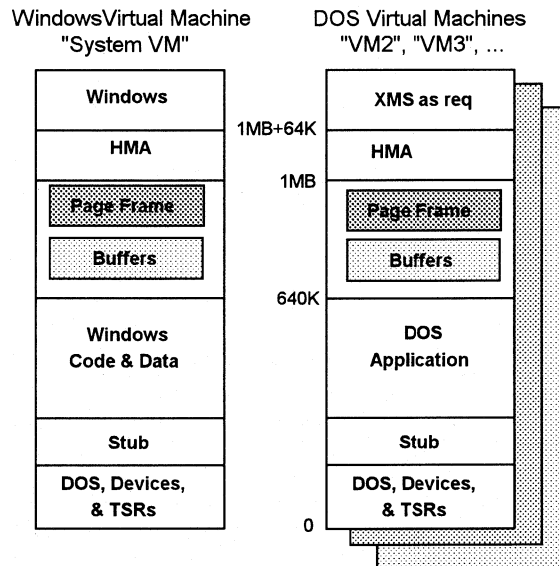 WindowsVirtual Machine
"System VM"
Windows
HMA
Page Frame
Buffers
Windows
Code & Data
Stub
DOS, Devices,
& TSRs
1MB+64K
1MB
640K
0
DOS Virtual Machines
"VM2", "VM3", ...
XMS as req
HMA
Page Frame
Buffers
DOS
Application
Stub
DOS, Devices,
& TSRs